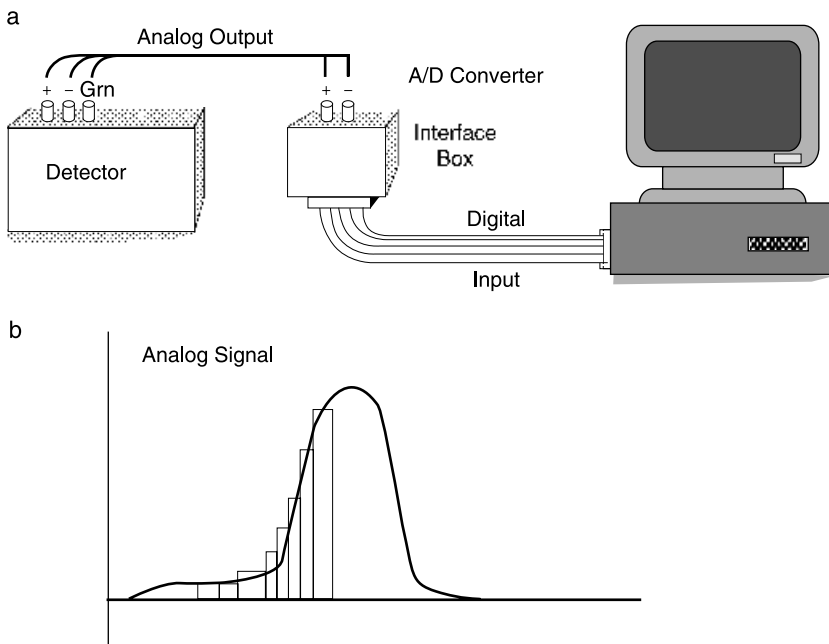 a
Analog Output
+ − Grn
+ −
A/D Converter
Interface
Box
Detector
Digital
Input
b
Analog Signal